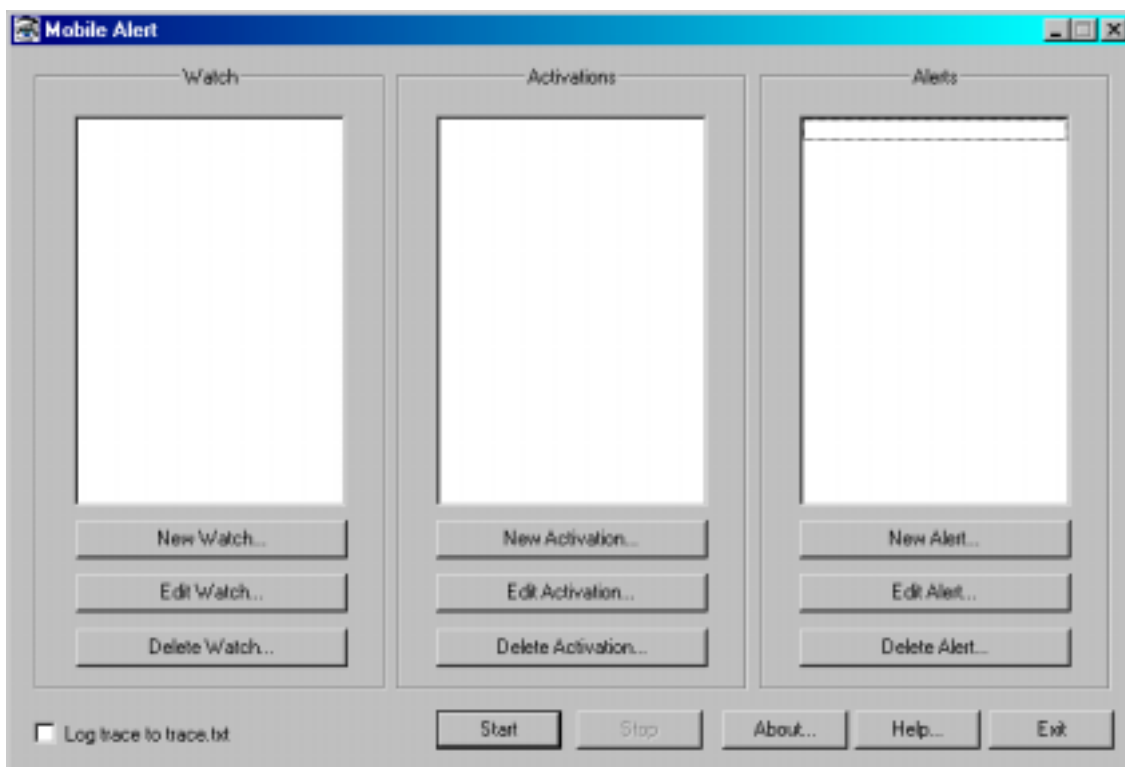 Mobile Alert
Watch
Activations
Alerts
New Watch...
New Activation...
New Alert...
Edit Watch...
Edit Activation...
Edit Alert...
Delete Watch...
Delete Activation...
Delete Alert...
Log trace to trace.txt
Start
Stop
About...
Help...
Exit